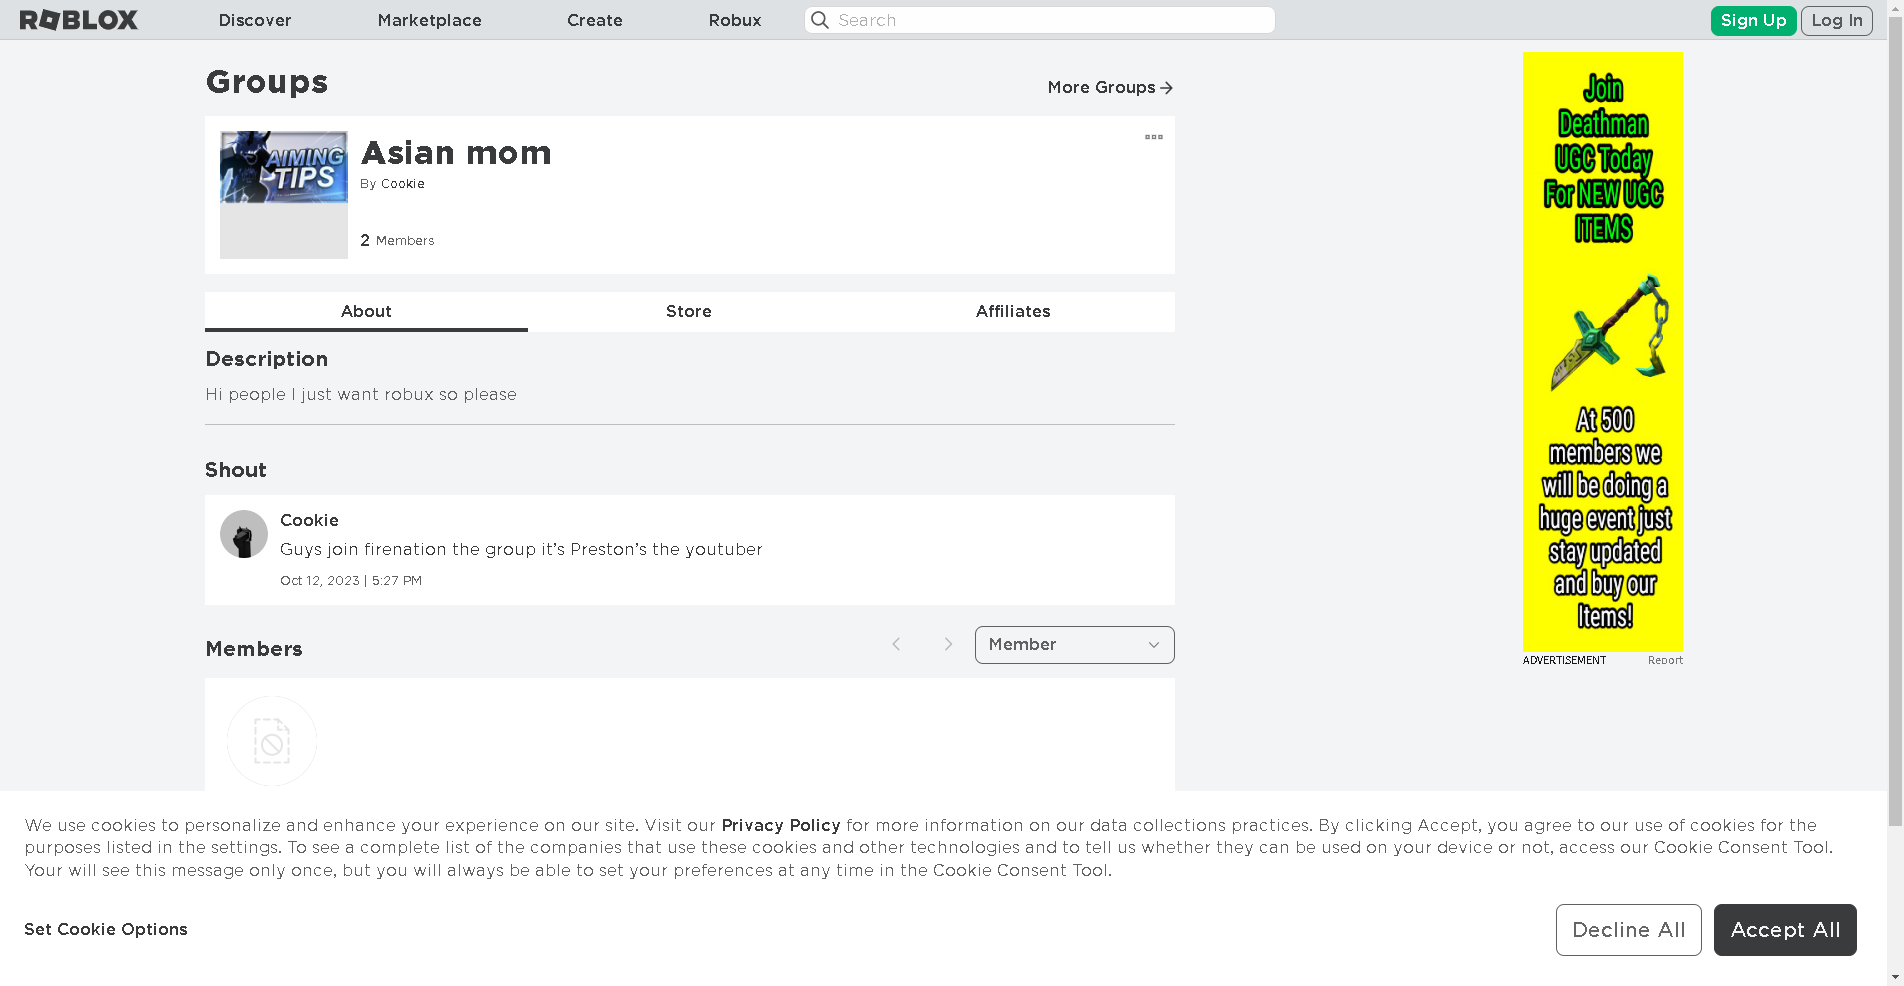 ROBLOX
Discover
Marketplace
Create
Robux
Search
Sign Up
Log In
Groups
More Groups
AIMING
TIPS
Asian mom
By Cookie
2 Members
About
Store
Affiliates
Description
Hi people I just want robux so please
Shout
Cookie
Guys join firenation the group it’s Preston’s the youtuber
Oct 12, 2023 | 5:27 PM
Members
Member
Join
Deathman
UGC Today
For NEW UGC
ITEMS
At 500
members we
will be doing a
huge event just
stay updated
and buy our
Items!
ADVERTISEMENT
Report
We use cookies to personalize and enhance your experience on our site. Visit our Privacy Policy for more information on our data collections practices. By clicking Accept, you agree to our use of cookies for the
purposes listed in the settings. To see a complete list of the companies that use these cookies and other technologies and to tell us whether they can be used on your device or not, access our Cookie Consent Tool.
Your will see this message only once, but you will always be able to set your preferences at any time in the Cookie Consent Tool.
Set Cookie Options
Decline All
Accept All